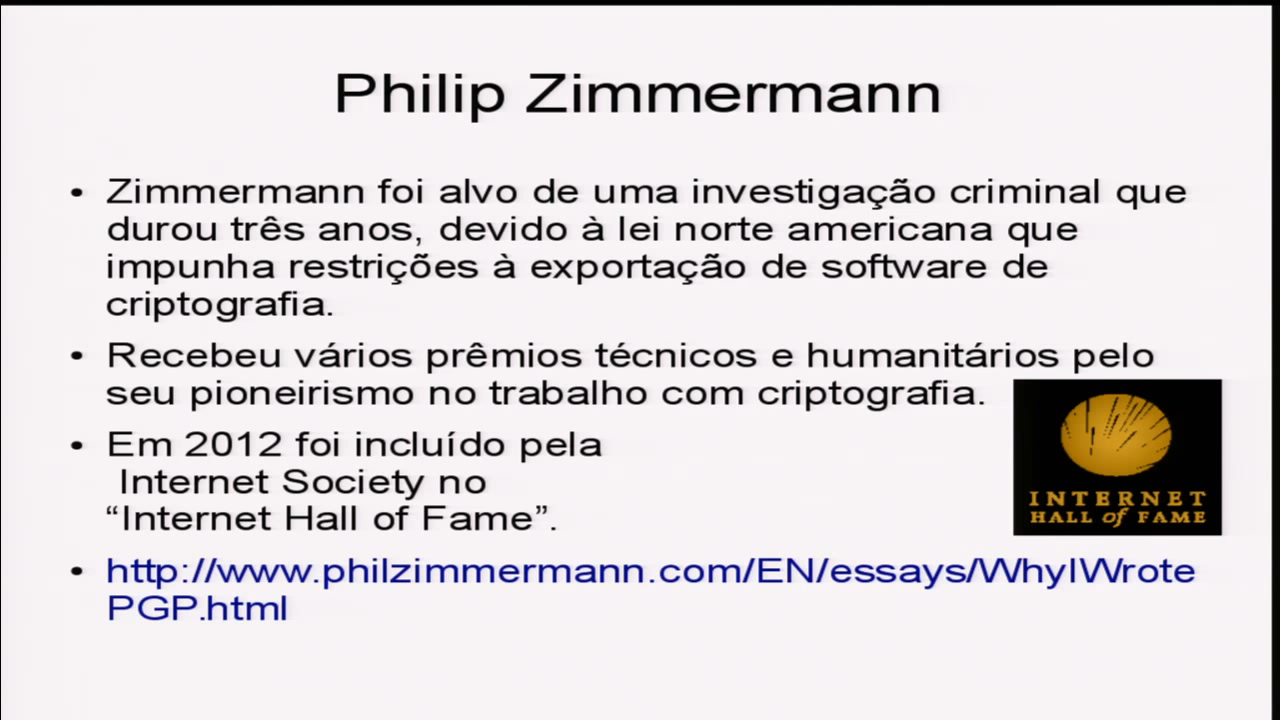 Philip Zimmermann
• Zimmermann foi alvo de uma investigação criminal que
durou três anos, devido à lei norte americana que
impunha restrições à exportação de software de
criptografia.
• Recebeu vários prêmios técnicos e humanitários pelo
seu pioneirismo no trabalho com criptografia.
• Em 2012 foi incluído pela
Internet Society no
“Internet Hall of Fame”.
INTERNET
HALL of FAME
• http://www.philzimmermann.com/EN/essays/WhyIWrote
PGP.html